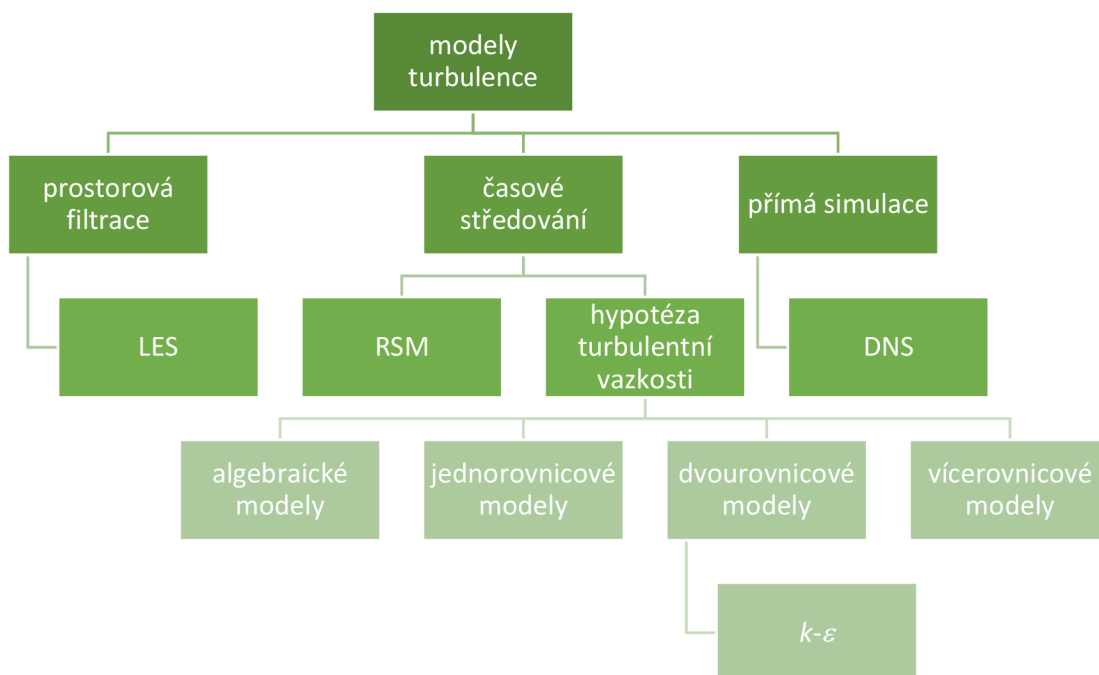 modely
turbulence
prostorová
filtrace
časové
středování
přímá simulace
LES
RSM
hypotéza
turbulentní
vazkosti
DNS
algebraické
modely
jednorovnicové
modely
dvourovnicové
modely
vícerovnicové
modely
k-ε